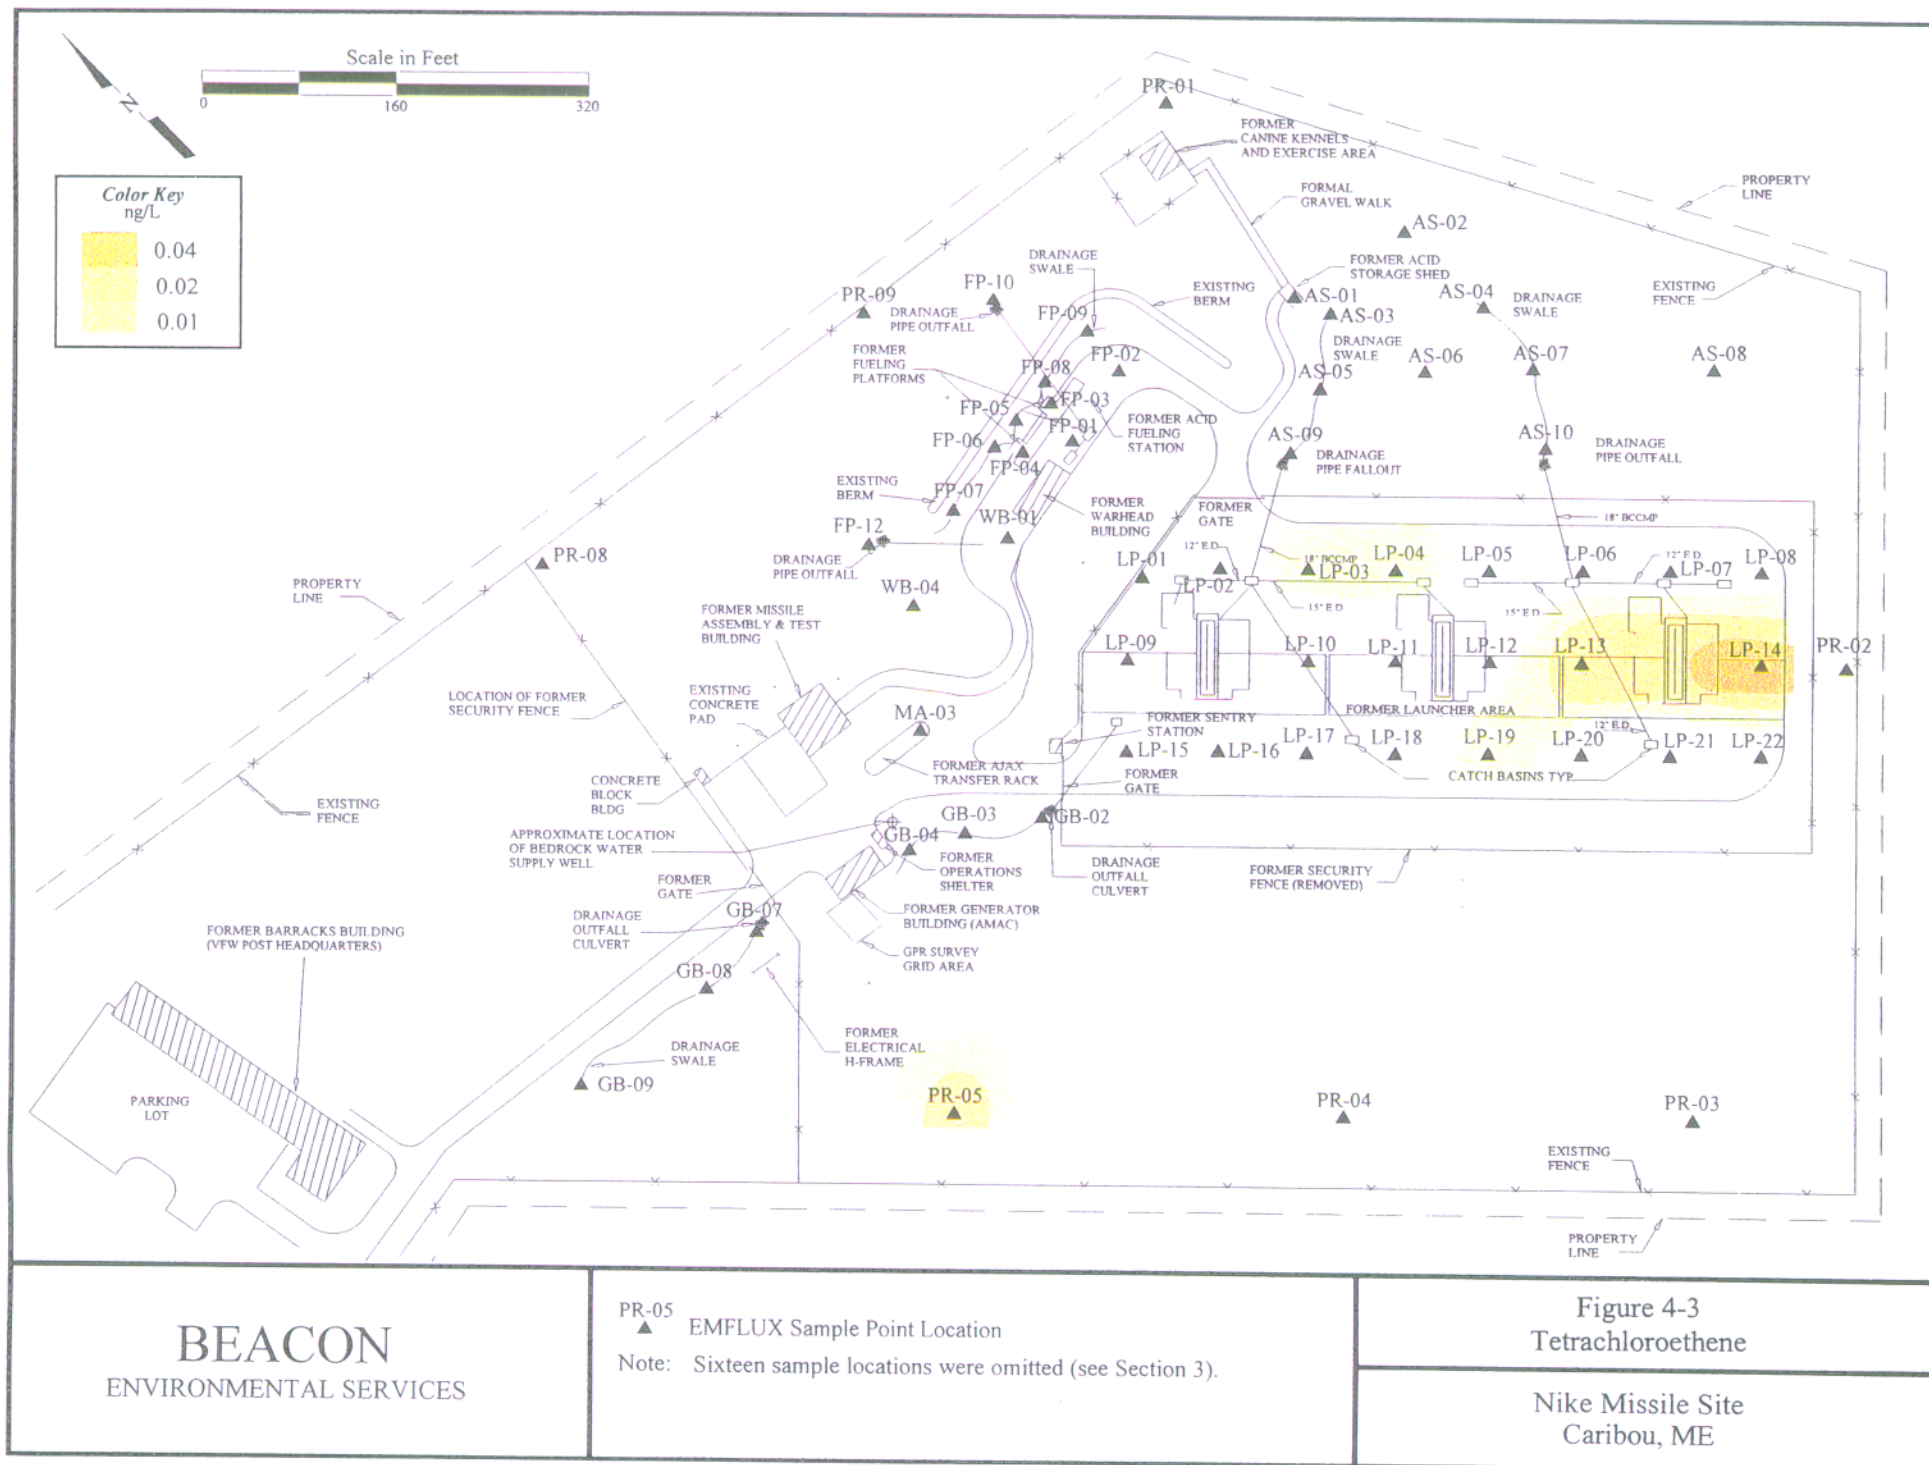 Scale in Feet
0 160 320
N
Color Key
ng/L
0.04
0.02
0.01
PR-01
FORMER
CANINE KENNELS
AND EXERCISE AREA
FORMAL
GRAVEL WALK
PROPERTY
LINE
AS-02
DRAINAGE
SWALE
FORMER ACID
STORAGE SHED
EXISTING
BERM
EXISTING
FENCE
FP-10
PR-09
DRAINAGE
PIPE OUTFALL
FP-09
AS-01
AS-03
AS-04
DRAINAGE
SWALE
FORMER
FUELING
PLATFORMS
FP-08
FP-02
DRAINAGE
SWALE
AS-06
AS-07
AS-08
AS-05
FP-05
FP-03
FP-06
FP-01
FP-04
FORMER ACID
FUELING
STATION
AS-09
DRAINAGE
PIPE FALLOUT
AS-10
DRAINAGE
PIPE OUTFALL
EXISTING
BERM
FP-07
FORMER
WARHEAD
BUILDING
FORMER
GATE
18" BCCMP
FP-12
WB-01
DRAINAGE
PIPE OUTFALL
PR-08
PROPERTY
LINE
LP-01
12" E.D.
18" BCCMP
LP-02
LP-03
LP-04
LP-05
LP-06
12" E.D.
LP-07
LP-08
15" E.D.
15" E.D.
WB-04
FORMER MISSILE
ASSEMBLY & TEST
BUILDING
LP-09
LP-10
LP-11
LP-12
LP-13
LP-14
PR-02
LOCATION OF FORMER
SECURITY FENCE
EXISTING
CONCRETE
PAD
MA-03
FORMER SENTRY
STATION
FORMER LAUNCHER AREA
12" E.D.
LP-15
LP-16
LP-17
LP-18
LP-19
LP-20
LP-21
LP-22
FORMER AJAX
TRANSFER RACK
FORMER
GATE
CATCH BASINS TYP.
EXISTING
FENCE
CONCRETE
BLOCK
BLDG
APPROXIMATE LOCATION
OF BEDROCK WATER
SUPPLY WELL
GB-04
GB-03
GB-02
FORMER
OPERATIONS
SHELTER
DRAINAGE
OUTFALL
CULVERT
FORMER SECURITY
FENCE (REMOVED)
FORMER
GATE
GB-07
DRAINAGE
OUTFALL
CULVERT
FORMER GENERATOR
BUILDING (AMAC)
GPR SURVEY
GRID AREA
FORMER BARRACKS BUILDING
(VFW POST HEADQUARTERS)
GB-08
FORMER
ELECTRICAL
H-FRAME
DRAINAGE
SWALE
GB-09
PARKING
LOT
PR-05
PR-04
PR-03
EXISTING
FENCE
PROPERTY
LINE
BEACON
ENVIRONMENTAL SERVICES
PR-05
EMFLUX Sample Point Location
Note: Sixteen sample locations were omitted (see Section 3).
Figure 4-3
Tetrachloroethene
Nike Missile Site
Caribou, ME